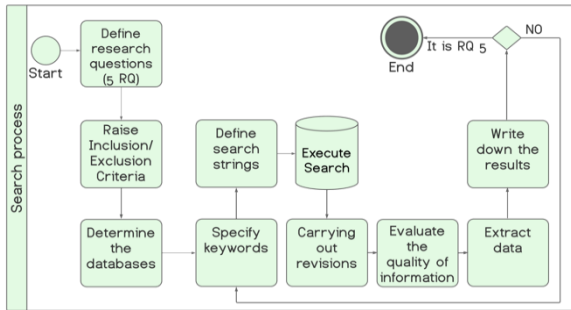 Search process
Start
Define
research
questions
(5 RQ)
Raise
Inclusion/
Exclusion
Criteria
Determine
the
databases
Specify
keywords
Define
search
strings
Execute
Search
Carrying
out
revisions
Evaluate
the
quality of
information
Extract
data
Write
down the
results
NO
It is RQ 5
End